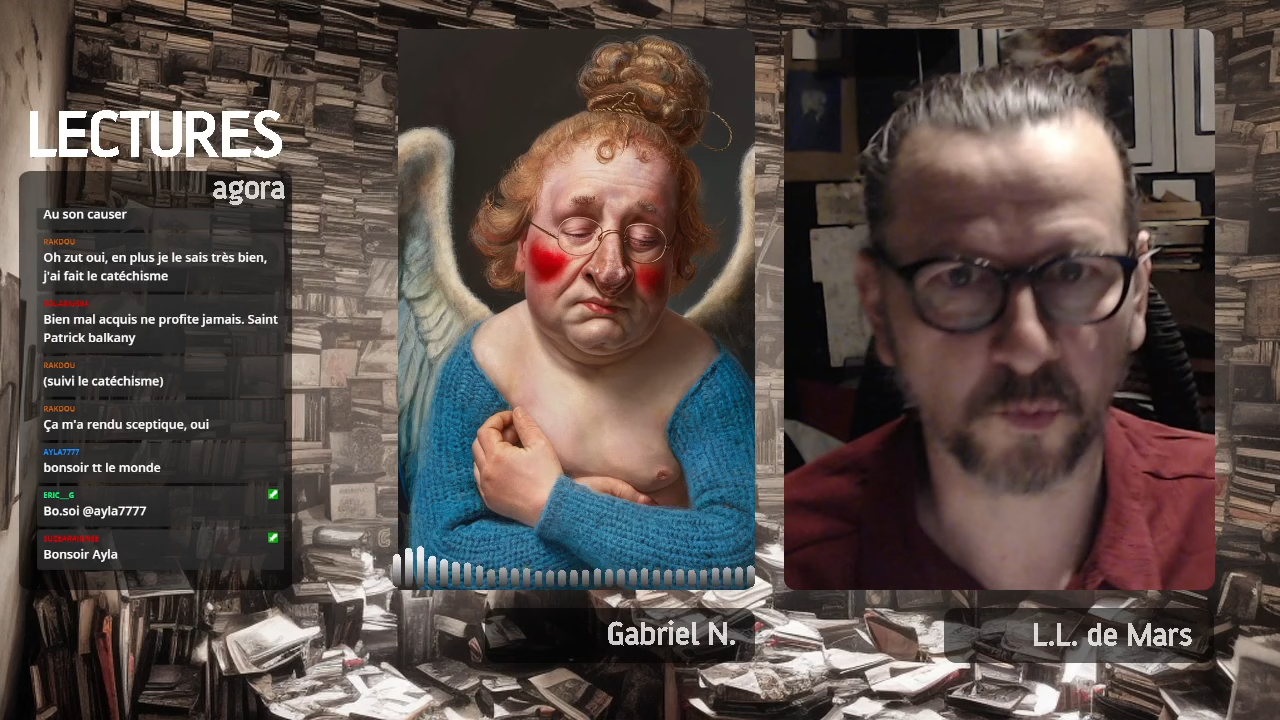 LECTURES
agora
Au son causer
RAKDOU
Oh zut oui, en plus je le sais très bien,
j'ai fait le catéchisme
Bien mal acquis ne profite jamais. Saint
Patrick balkany
RAKDOU
(suivi le catéchisme)
RAKDOU
Ça m'a rendu sceptique, oui
AYLA7777
bonsoir tt le monde
ERIC__G
Bo.soi @ayla7777
Bonsoir Ayla
Gabriel N.
L.L. de Mars